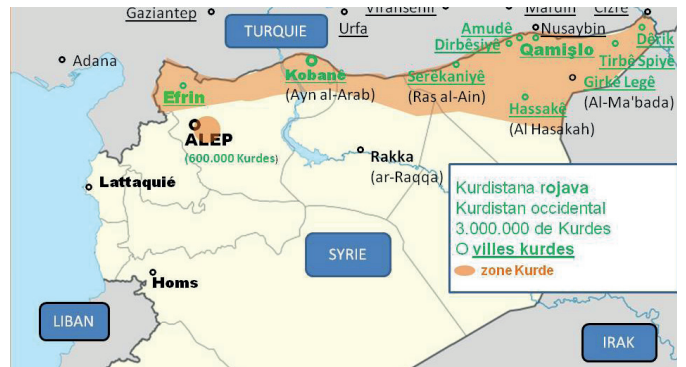 Gaziantep
Viranşehir
Mardin
Cizre
TURQUIE
Urfa
Amudê
Nusaybin
Dêrik
Dirbêsiyê
Qamişlo
Tirbê Spiyê
Adana
Kobanê
(Ayn al-Arab)
Serêkaniyê
(Ras al-Ain)
Girkê Legê
(Al-Ma'bada)
Efrin
Hassakê
(Al Hasakah)
ALEP
(600.000 Kurdes)
Rakka
(ar-Raqqa)
Lattaquié
Kurdistana rojava
Kurdistan occidental
3.000.000 de Kurdes
O villes kurdes
zone Kurde
SYRIE
Homs
LIBAN
IRAK